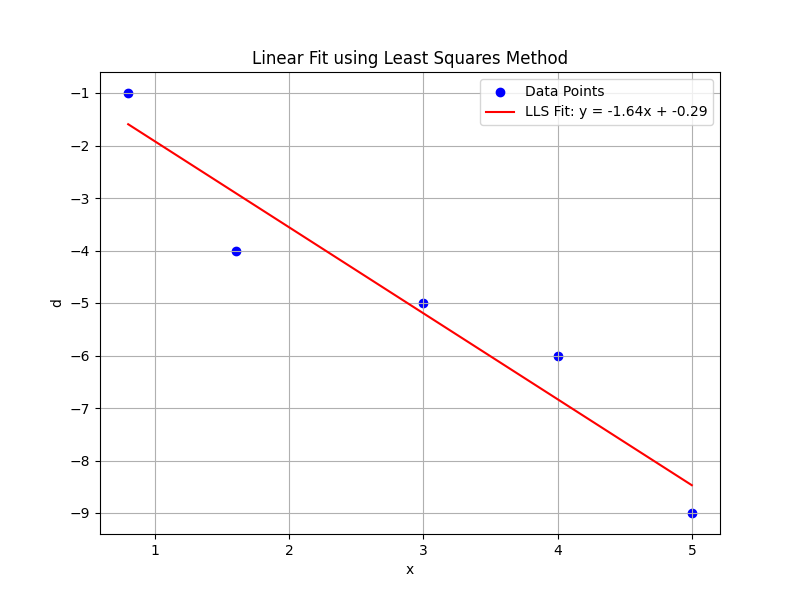 Linear Fit using Least Squares Method
Data Points
LLS Fit: y = -1.64x + -0.29
−1
−2
−3
−4
−5
−6
−7
−8
−9
d
1 2 3 4 5
x